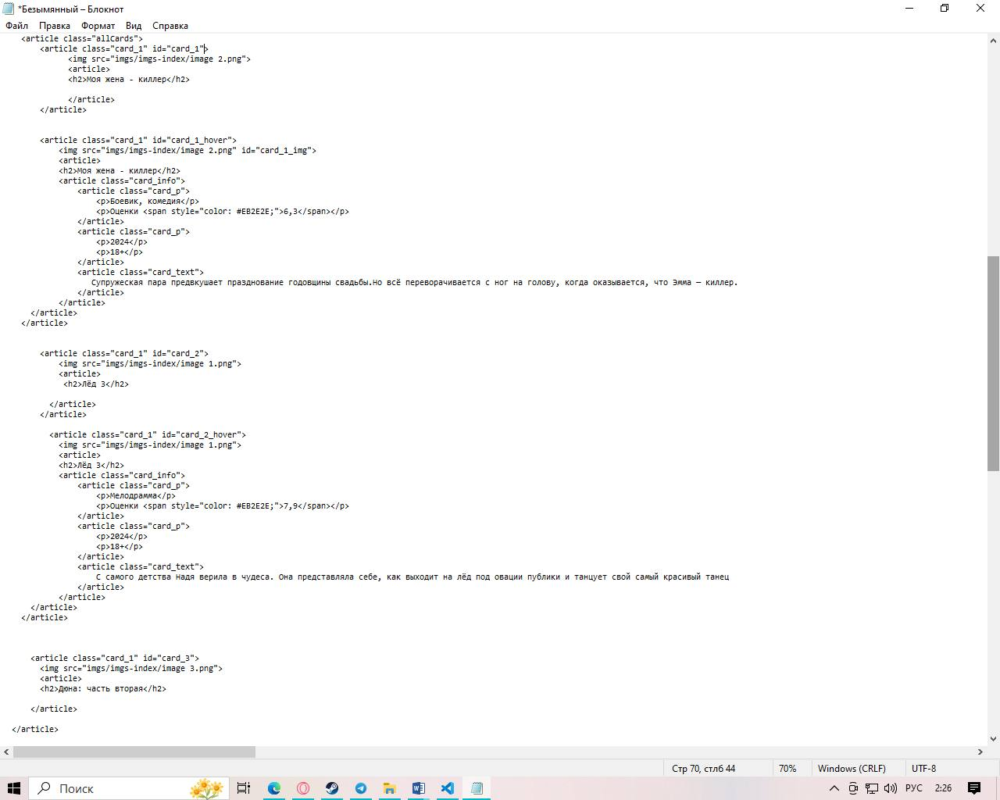 *Безымянный – Блокнот
Файл Правка Формат Вид Справка
<article class="allCards">
<article class="card_1" id="card_1">
<img src="imgs/imgs-index/image 2.png">
<article>
<h2>Моя жена - киллер</h2>
</article>
</article>
<article class="card_1" id="card_1_hover">
<img src="imgs/imgs-index/image 2.png" id="card_1_img">
<article>
<h2>Моя жена - киллер</h2>
<article class="card_info">
<article class="card_p">
<p>Боевик, комедия</p>
<p>Оценки <span style="color: #EB2E2E;">6,3</span></p>
</article>
<article class="card_p">
<p>2024</p>
<p>18+</p>
</article>
<article class="card_text">
Супружеская пара предвкушает празднование годовщины свадьбы.Но всё переворачивается с ног на голову, когда оказывается, что Эмма — киллер.
</article>
</article>
</article>
</article>
<article class="card_1" id="card_2">
<img src="imgs/imgs-index/image 1.png">
<article>
<h2>Лёд 3</h2>
</article>
</article>
<article class="card_1" id="card_2_hover">
<img src="imgs/imgs-index/image 1.png">
<article>
<h2>Лёд 3</h2>
<article class="card_info">
<article class="card_p">
<p>Мелодрамма</p>
<p>Оценки <span style="color: #EB2E2E;">7,9</span></p>
</article>
<article class="card_p">
<p>2024</p>
<p>18+</p>
</article>
<article class="card_text">
С самого детства Надя верила в чудеса. Она представляла себе, как выходит на лёд под овации публики и танцует свой самый красивый танец
</article>
</article>
</article>
</article>
<article class="card_1" id="card_3">
<img src="imgs/imgs-index/image 3.png">
<article>
<h2>Дюна: часть вторая</h2>
</article>
</article>
Стр 70, стлб 44 70% Windows (CRLF) UTF-8
Поиск РУС 2:26